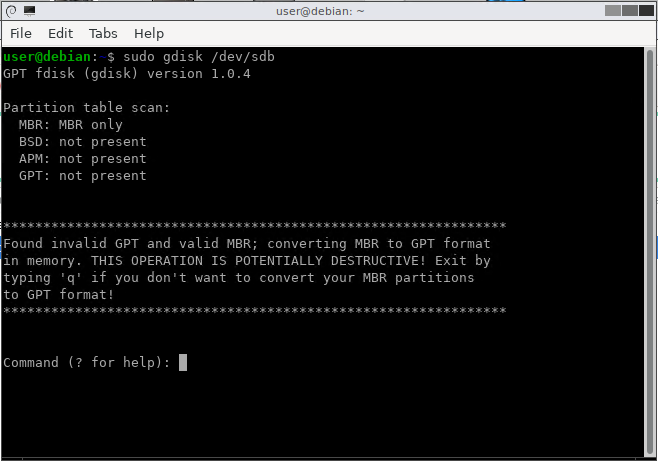 user@debian: ~
File Edit Tabs Help
user@debian:~$ sudo gdisk /dev/sdb
GPT fdisk (gdisk) version 1.0.4
Partition table scan:
MBR: MBR only
BSD: not present
APM: not present
GPT: not present
***************************************************************
Found invalid GPT and valid MBR; converting MBR to GPT format
in memory. THIS OPERATION IS POTENTIALLY DESTRUCTIVE! Exit by
typing 'q' if you don't want to convert your MBR partitions
to GPT format!
***************************************************************
Command (? for help):